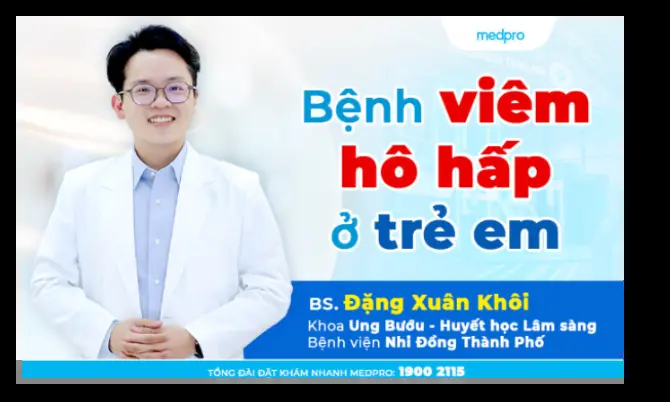 medpro
Bệnh viêm
hô hấp
ở trẻ em
BS. Đặng Xuân Khôi
Khoa Ung Bướu - Huyết học Lâm sàng
Bệnh viện Nhi Đồng Thành Phố
TỔNG ĐÀI ĐẶT KHÁM NHANH MEDPRO: 1900 2115